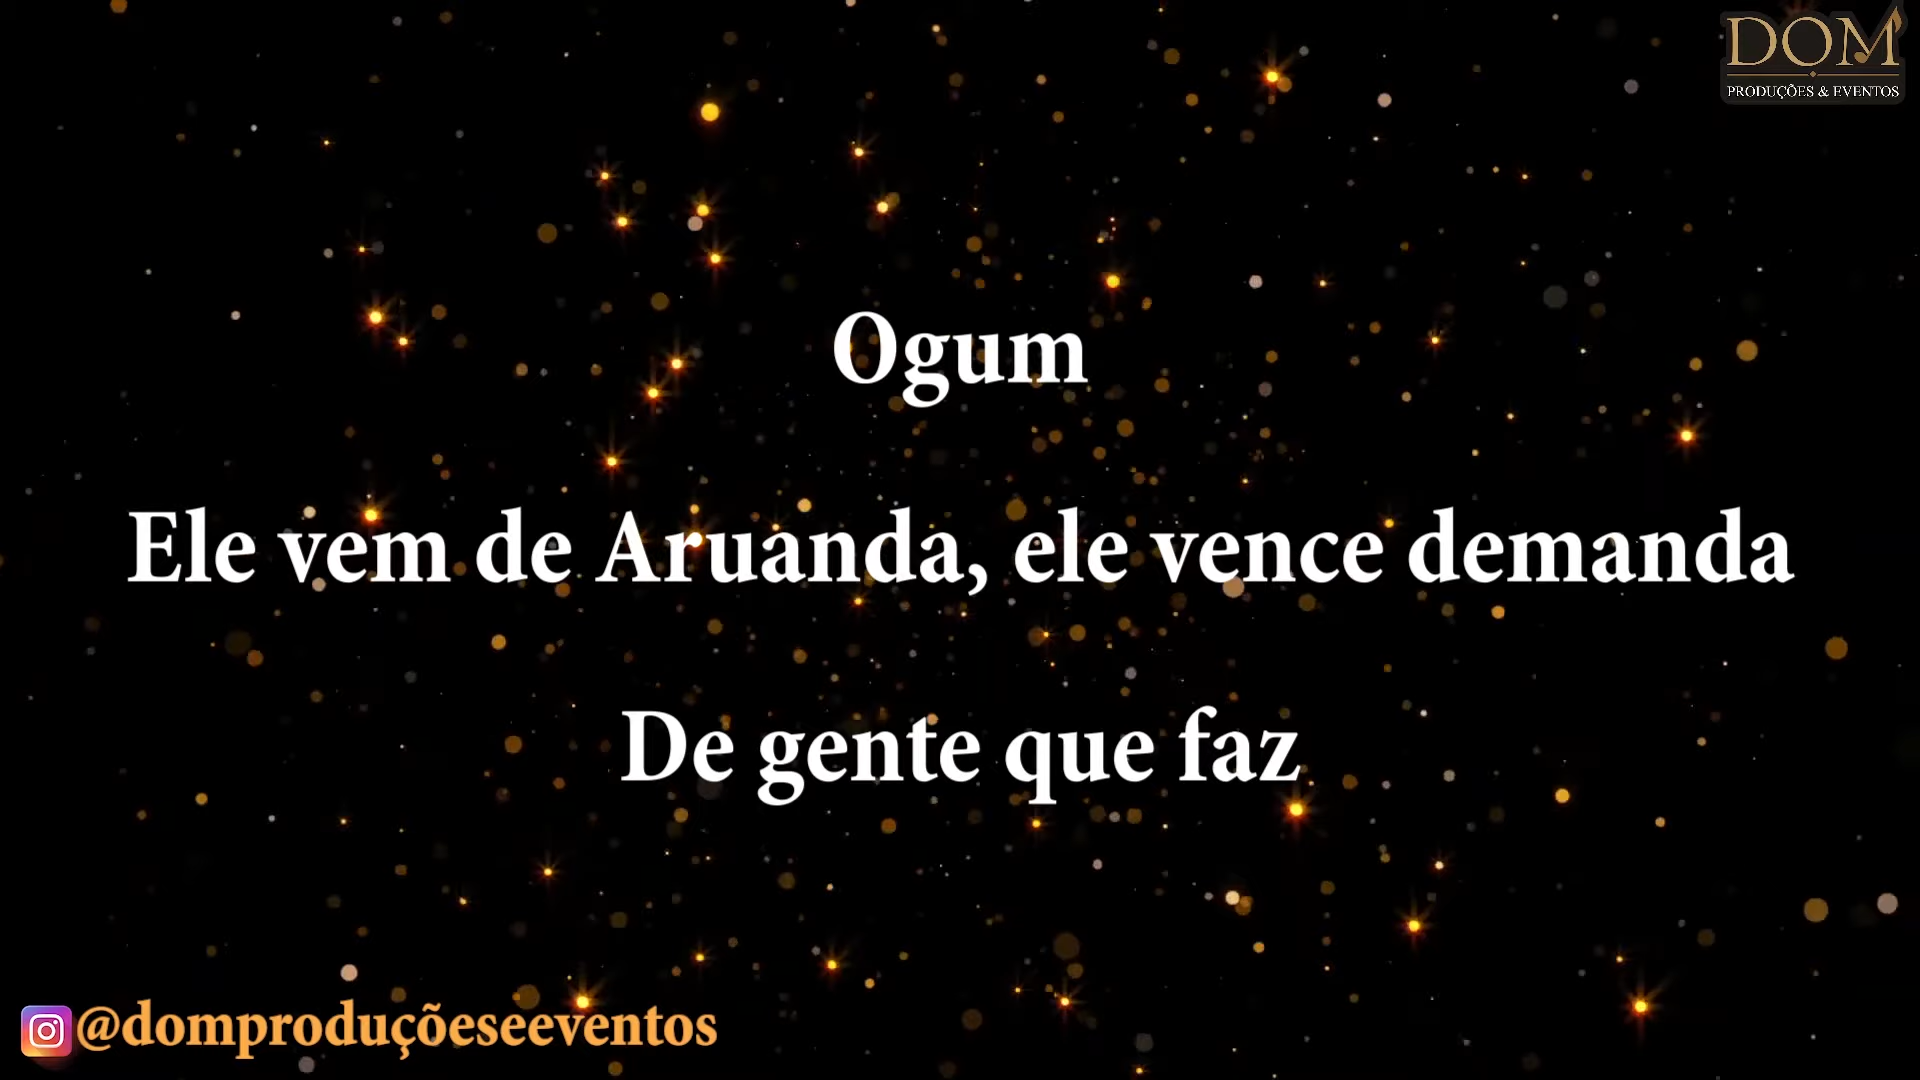 DOM
PRODUÇÕES & EVENTOS
Ogum
Ele vem de Aruanda, ele vence demanda
De gente que faz
@domproduçõeseeventos